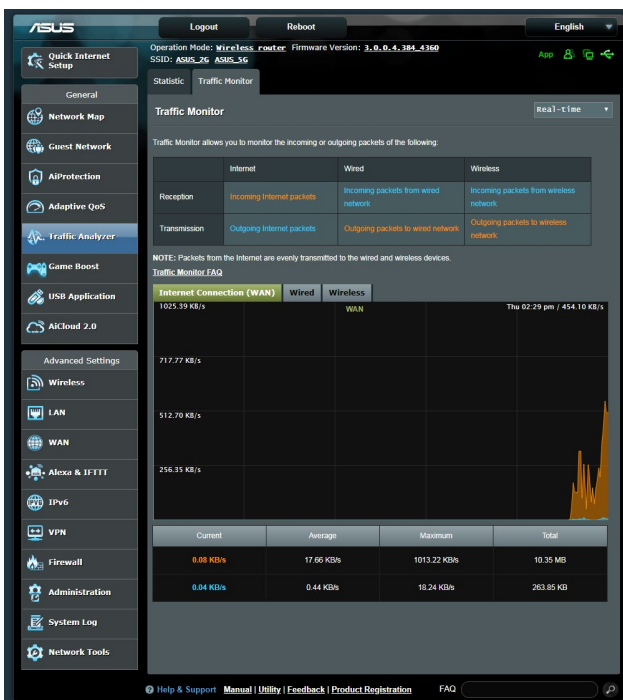 ASUS
Logout
Reboot
English
Quick Internet
Setup
General
Network Map
Guest Network
AiProtection
Adaptive QoS
Traffic Analyzer
Game Boost
USB Application
AiCloud 2.0
Advanced Settings
Wireless
LAN
WAN
Alexa & IFTTT
IPv6
VPN
Firewall
Administration
System Log
Network Tools
Operation Mode: Wireless router Firmware Version: 3.0.0.4.384_4360
SSID: ASUS_2G ASUS_5G
App
Statistic Traffic Monitor
Traffic Monitor
Real-time
Traffic Monitor allows you to monitor the incoming or outgoing packets of the following:
Internet Wired Wireless
Reception
Incoming Internet packets
Incoming packets from wired
network
Incoming packets from wireless
network
Transmission
Outgoing Internet packets
Outgoing packets to wired network
Outgoing packets to wireless
network
NOTE: Packets from the Internet are evenly transmitted to the wired and wireless devices.
Traffic Monitor FAQ
Internet Connection (WAN) Wired Wireless
1025.39 KB/s
WAN
Thu 02:29 pm / 454.10 KB/s
717.77 KB/s
512.70 KB/s
256.35 KB/s
Current Average Maximum Total
0.08 KB/s 17.66 KB/s 1013.22 KB/s 10.35 MB
0.04 KB/s 0.44 KB/s 18.24 KB/s 263.85 KB
Help & Support Manual | Utility | Feedback | Product Registration FAQ